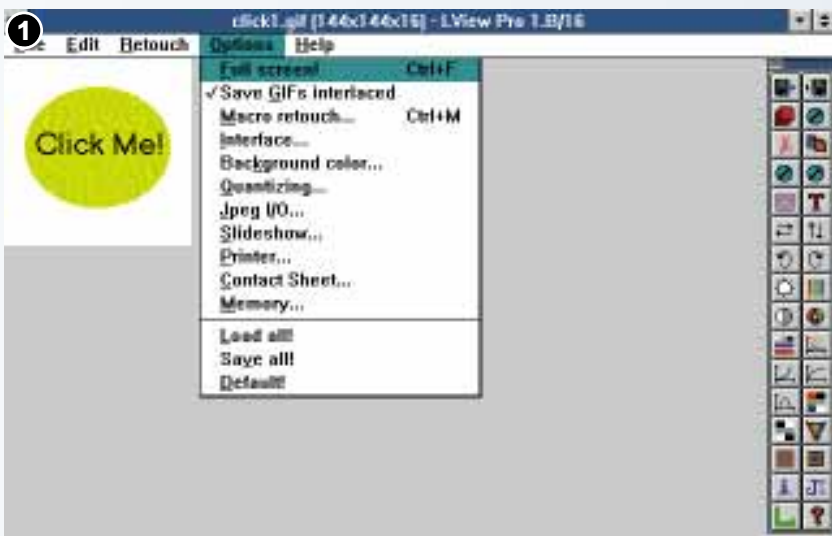 1
click1.gif [144x144x16] - LView Pro 1.B/16
Edit Retouch Options Help
Full screen! Ctrl+F
✓Save GIFs interlaced
Macro retouch... Ctrl+M
Interface...
Background color...
Quantizing...
Jpeg I/O...
Slideshow...
Printer...
Contact Sheet...
Memory...
Load all!
Save all!
Default!
Click Me!
T